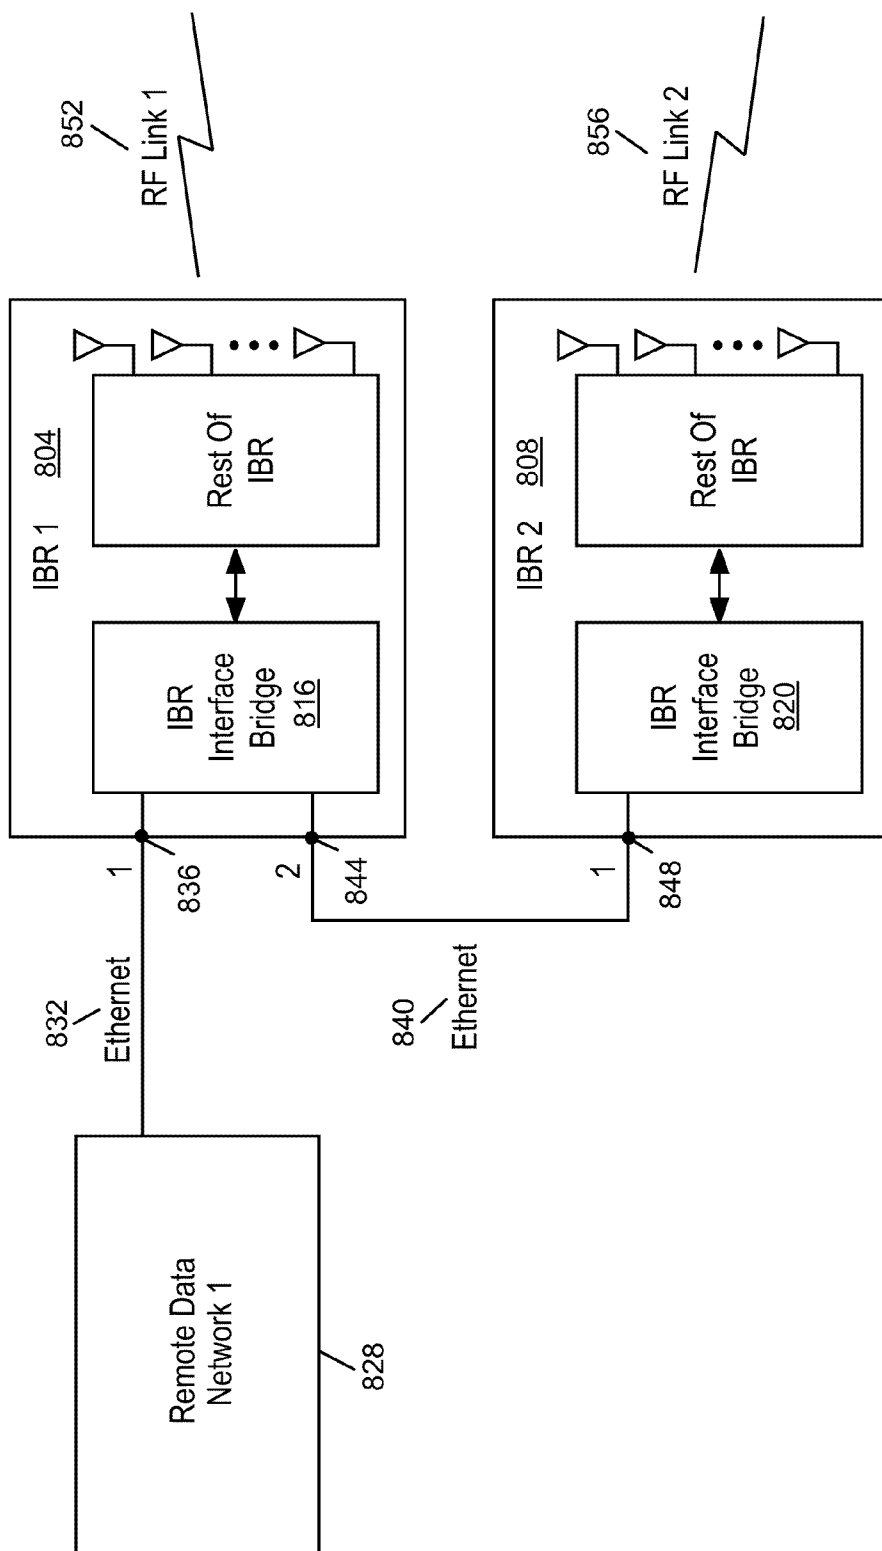 Remote Data
Network 1
828
832
Ethernet
1
836
2
844
IBR 1
804
IBR
Interface
Bridge
816
Rest Of
IBR
852
RF Link 1
840
Ethernet
1
848
IBR 2
808
IBR
Interface
Bridge
820
Rest Of
IBR
856
RF Link 2